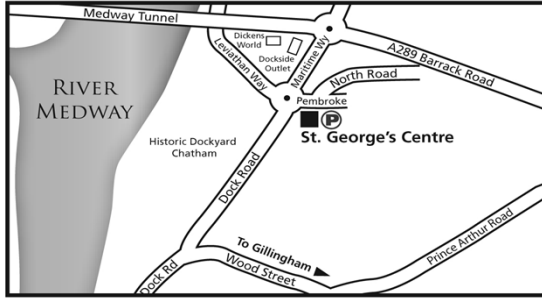 Medway Tunnel
Dickens
World
Dockside
Outlet
Leviathan Way
Maritime Wy
A289 Barrack Road
North Road
Pembroke
P
St. George's Centre
RIVER
MEDWAY
Historic Dockyard
Chatham
Dock Road
To Gillingham
Wood Street
Prince Arthur Road
Dock Rd